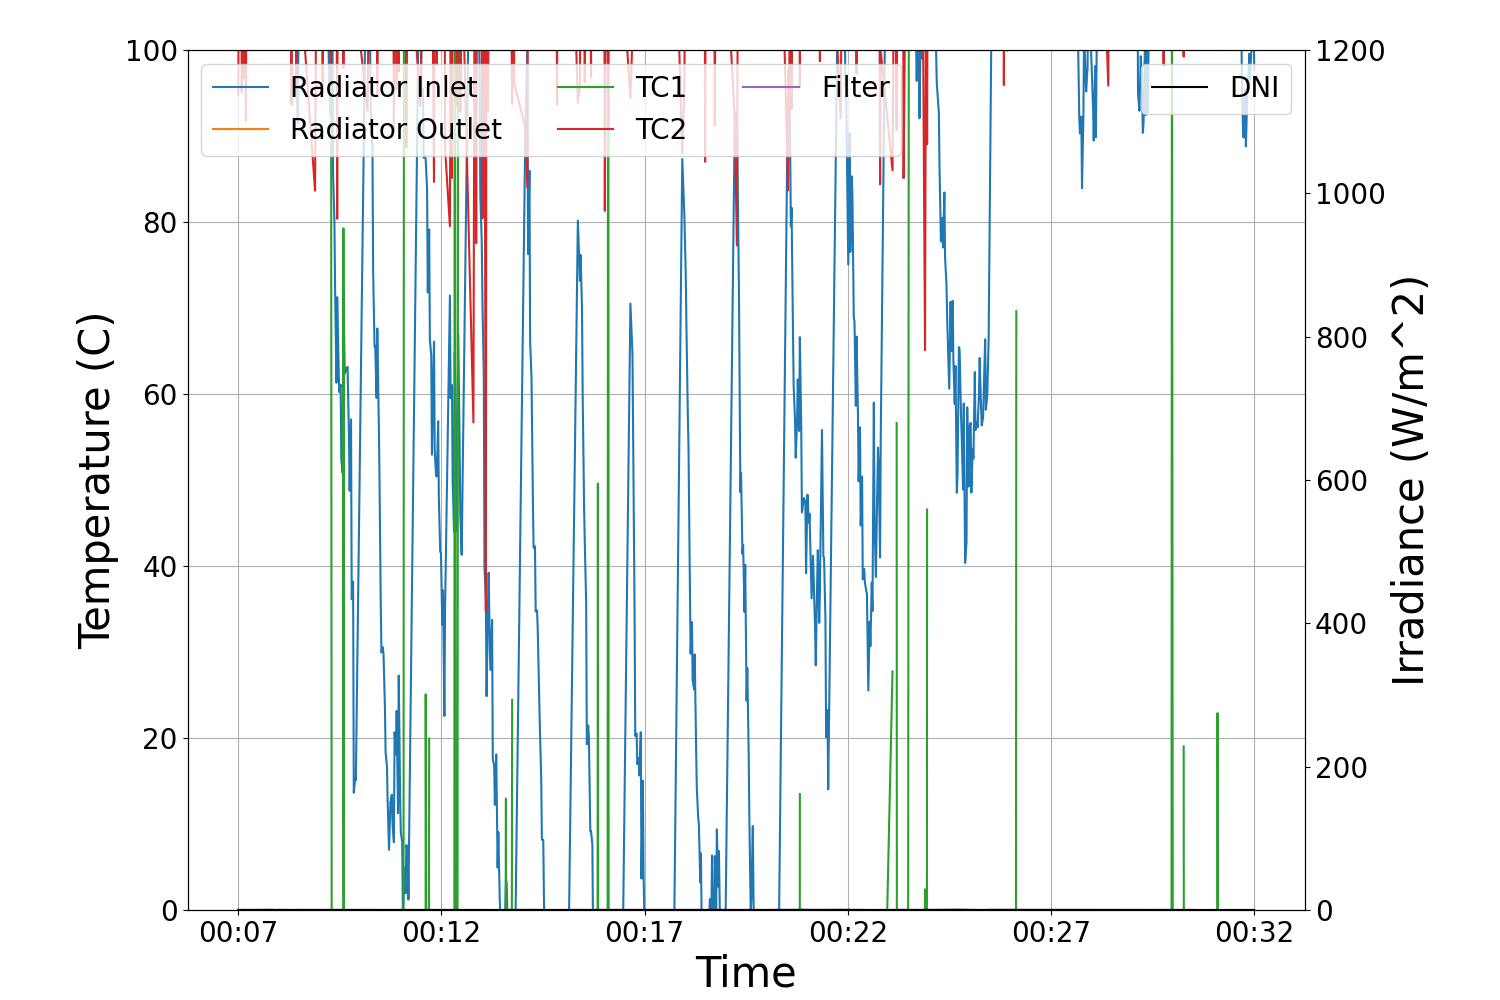 100
80
60
40
20
0
Temperature (C)
Radiator Inlet
Radiator Outlet
TC1
TC2
Filter
DNI
1200
1000
800
600
400
200
0
Irradiance (W/m^2)
00:07
00:12
00:17
00:22
00:27
00:32
Time